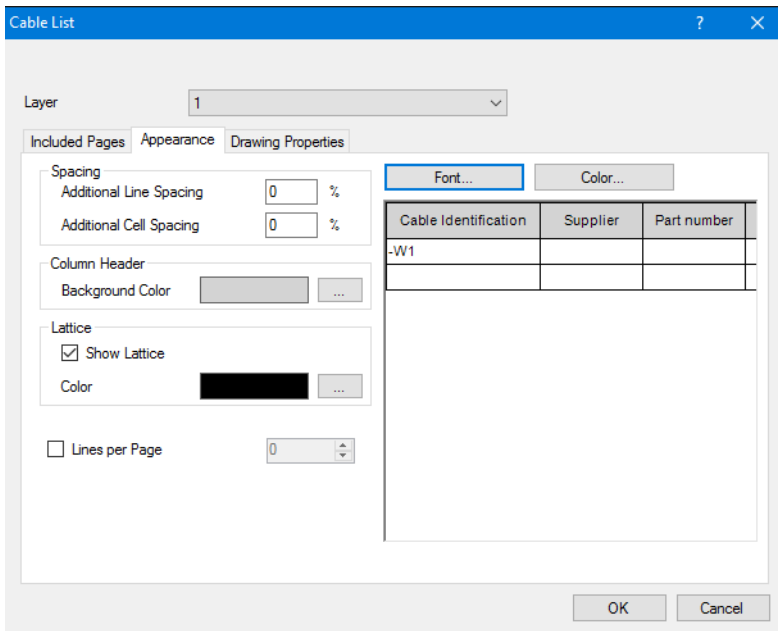 Cable List
?
Layer
1
Included Pages
Appearance
Drawing Properties
Spacing
Additional Line Spacing
0
%
Additional Cell Spacing
0
%
Column Header
Background Color
...
Lattice
Show Lattice
Color
...
Lines per Page
0
Font...
Color...
Cable Identification
Supplier
Part number
-W1
OK
Cancel